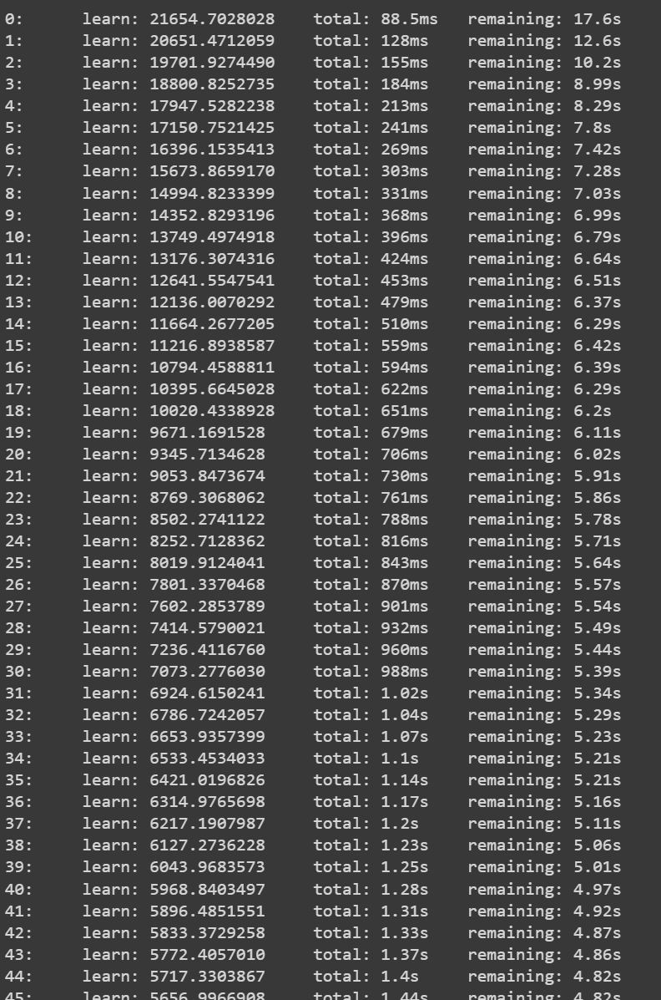 0:	learn: 21654.7028028	total: 88.5ms	remaining: 17.6s
1:	learn: 20651.4712059	total: 128ms	remaining: 12.6s
2:	learn: 19701.9274490	total: 155ms	remaining: 10.2s
3:	learn: 18800.8252735	total: 184ms	remaining: 8.99s
4:	learn: 17947.5282238	total: 213ms	remaining: 8.29s
5:	learn: 17150.7521425	total: 241ms	remaining: 7.8s
6:	learn: 16396.1535413	total: 269ms	remaining: 7.42s
7:	learn: 15673.8659170	total: 303ms	remaining: 7.28s
8:	learn: 14994.8233399	total: 331ms	remaining: 7.03s
9:	learn: 14352.8293196	total: 368ms	remaining: 6.99s
10:	learn: 13749.4974918	total: 396ms	remaining: 6.79s
11:	learn: 13176.3074316	total: 424ms	remaining: 6.64s
12:	learn: 12641.5547541	total: 453ms	remaining: 6.51s
13:	learn: 12136.0070292	total: 479ms	remaining: 6.37s
14:	learn: 11664.2677205	total: 510ms	remaining: 6.29s
15:	learn: 11216.8938587	total: 559ms	remaining: 6.42s
16:	learn: 10794.4588811	total: 594ms	remaining: 6.39s
17:	learn: 10395.6645028	total: 622ms	remaining: 6.29s
18:	learn: 10020.4338928	total: 651ms	remaining: 6.2s
19:	learn: 9671.1691528	total: 679ms	remaining: 6.11s
20:	learn: 9345.7134628	total: 706ms	remaining: 6.02s
21:	learn: 9053.8473674	total: 730ms	remaining: 5.91s
22:	learn: 8769.3068062	total: 761ms	remaining: 5.86s
23:	learn: 8502.2741122	total: 788ms	remaining: 5.78s
24:	learn: 8252.7128362	total: 816ms	remaining: 5.71s
25:	learn: 8019.9124041	total: 843ms	remaining: 5.64s
26:	learn: 7801.3370468	total: 870ms	remaining: 5.57s
27:	learn: 7602.2853789	total: 901ms	remaining: 5.54s
28:	learn: 7414.5790021	total: 932ms	remaining: 5.49s
29:	learn: 7236.4116760	total: 960ms	remaining: 5.44s
30:	learn: 7073.2776030	total: 988ms	remaining: 5.39s
31:	learn: 6924.6150241	total: 1.02s	remaining: 5.34s
32:	learn: 6786.7242057	total: 1.04s	remaining: 5.29s
33:	learn: 6653.9357399	total: 1.07s	remaining: 5.23s
34:	learn: 6533.4534033	total: 1.1s	remaining: 5.21s
35:	learn: 6421.0196826	total: 1.14s	remaining: 5.21s
36:	learn: 6314.9765698	total: 1.17s	remaining: 5.16s
37:	learn: 6217.1907987	total: 1.2s	remaining: 5.11s
38:	learn: 6127.2736228	total: 1.23s	remaining: 5.06s
39:	learn: 6043.9683573	total: 1.25s	remaining: 5.01s
40:	learn: 5968.8403497	total: 1.28s	remaining: 4.97s
41:	learn: 5896.4851551	total: 1.31s	remaining: 4.92s
42:	learn: 5833.3729258	total: 1.33s	remaining: 4.87s
43:	learn: 5772.4057010	total: 1.37s	remaining: 4.86s
44:	learn: 5717.3303867	total: 1.4s	remaining: 4.82s
45:	learn: 5656.9966908	total: 1.44s	remaining: 4.82s